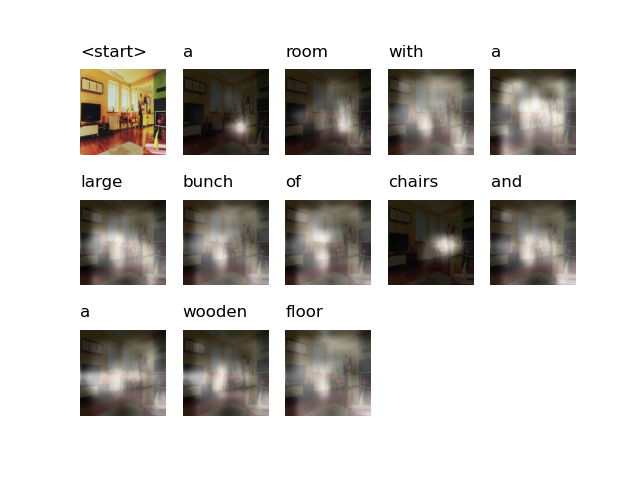 <start> a room with a
large bunch of chairs and
a wooden floor